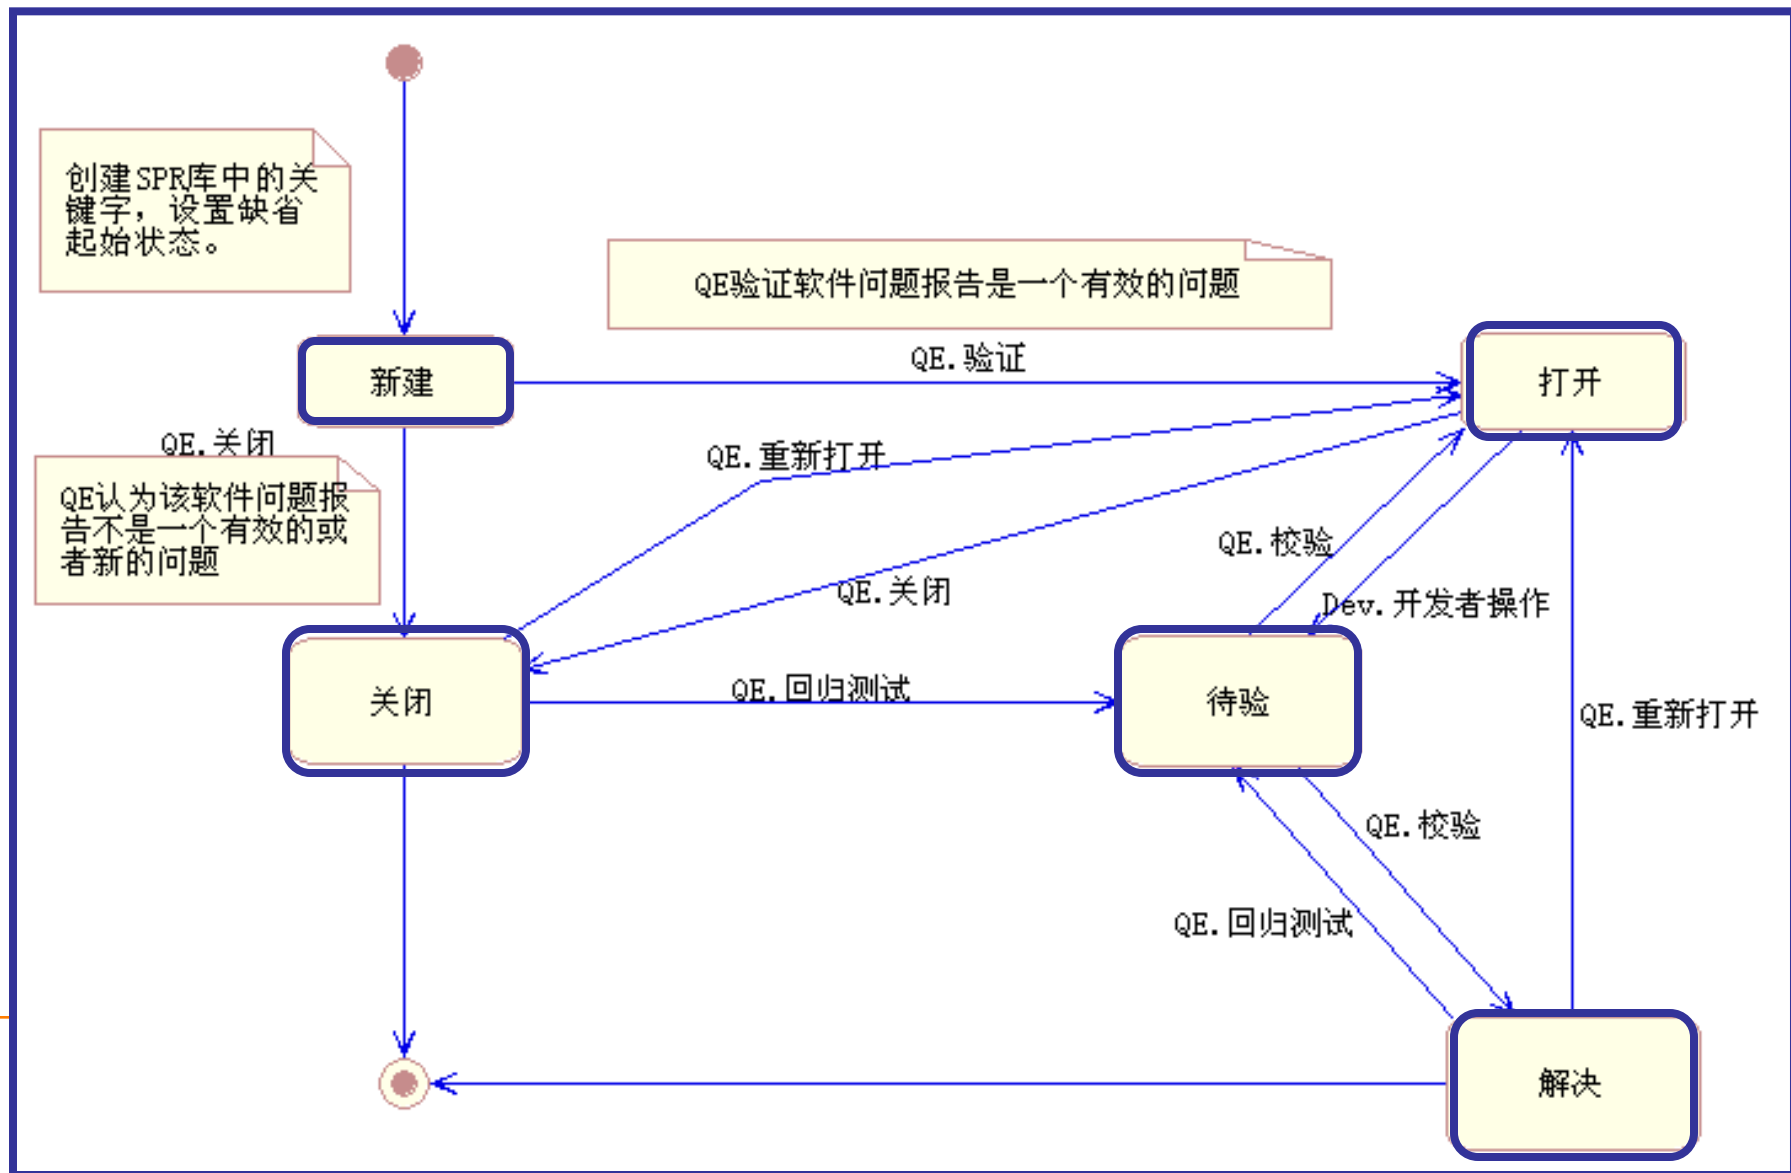 创建SPR库中的关
键字，设置缺省
起始状态。
QE验证软件问题报告是一个有效的问题
QE.验证
新建
打开
QE.关闭
QE.重新打开
QE认为该软件问题报
告不是一个有效的或
者新的问题
QE.校验
QE.关闭
Dev.开发者操作
QE.回归测试
关闭
待验
QE.重新打开
QE.校验
QE.回归测试
解决